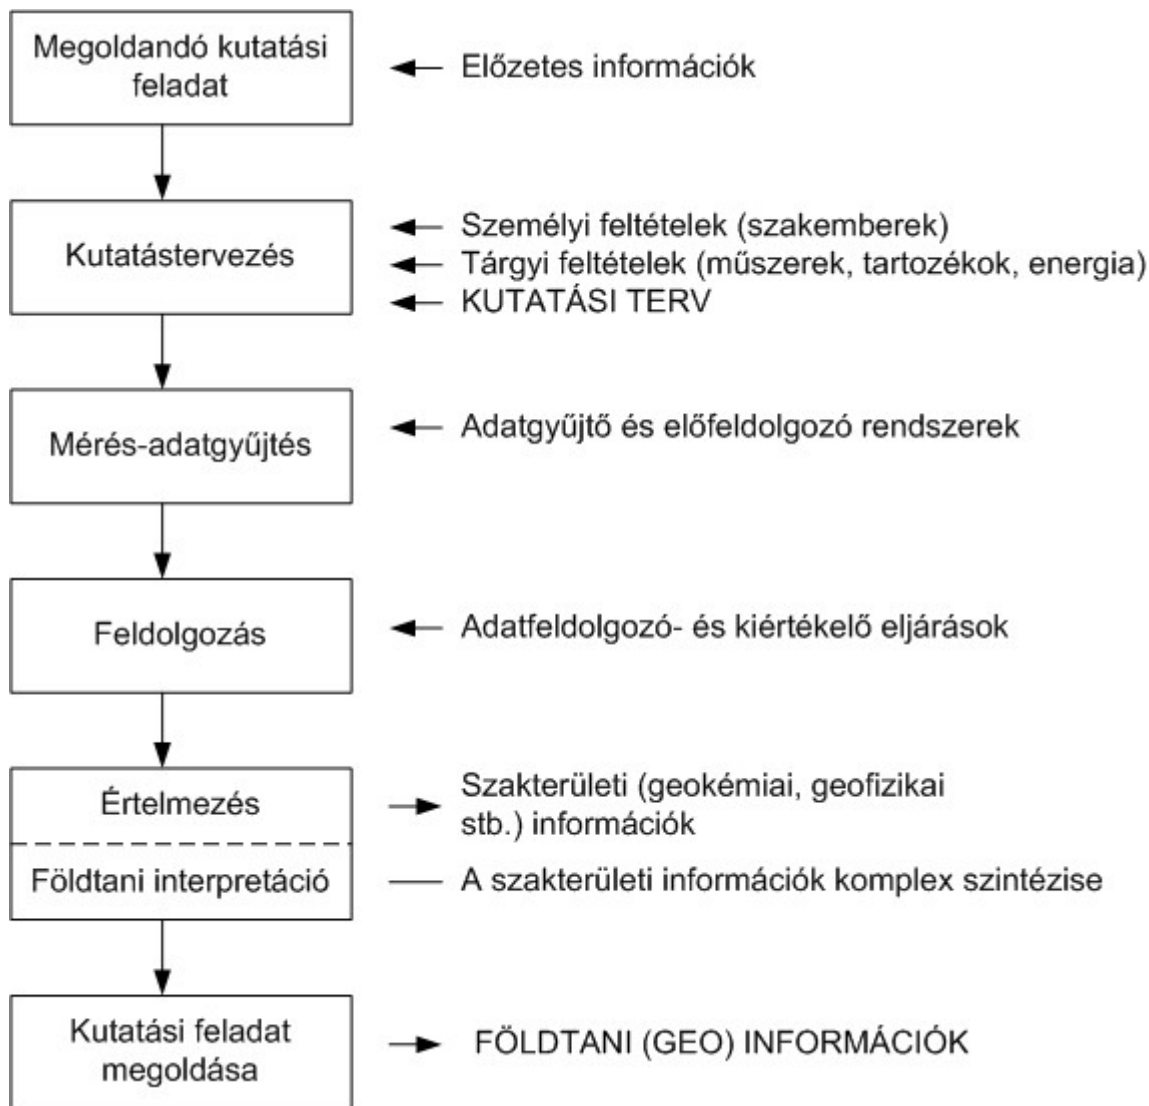 Megoldandó kutatási
feladat
Előzetes információk
Kutatástervezés
Személyi feltételek (szakemberek)
Tárgyi feltételek (műszerek, tartozékok, energia)
KUTATÁSI TERV
Mérés-adatgyűjtés
Adatgyűjtő és előfeldolgozó rendszerek
Feldolgozás
Adatfeldolgozó- és kiértékelő eljárások
Értelmezés
Szakterületi (geokémiai, geofizikai
stb.) információk
Földtani interpretáció
A szakterületi információk komplex szintézise
Kutatási feladat
megoldása
FÖLDTANI (GEO) INFORMÁCIÓK